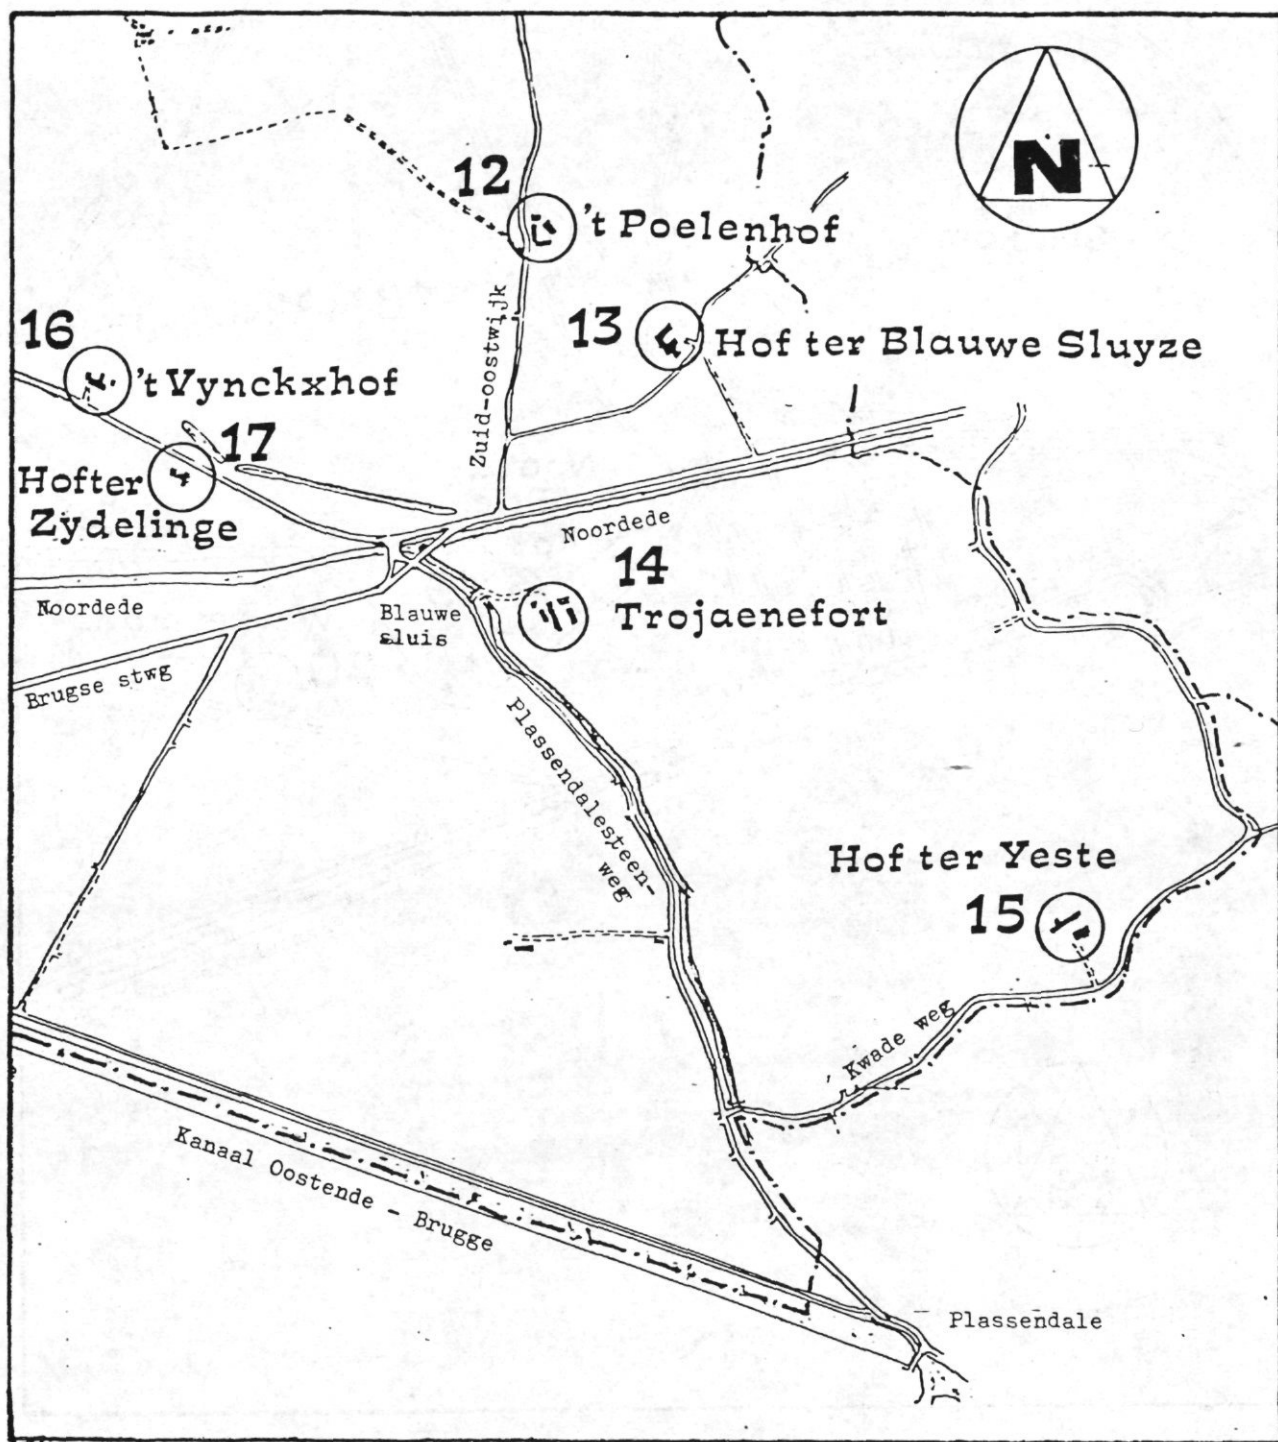 N
12
't Poelenhof
Zuid-oostwijk
13
Hof ter Blauwe Sluyze
16
't Vynckxhof
17
Hofter
Zydelinge
Noordede
14
Trojaenefort
Noordede
Blauwe
sluis
Brugse stwg
Plassendalesteen-
weg
Hof ter Yeste
15
Kwade weg
Kanaal Oostende - Brugge
Plassendale